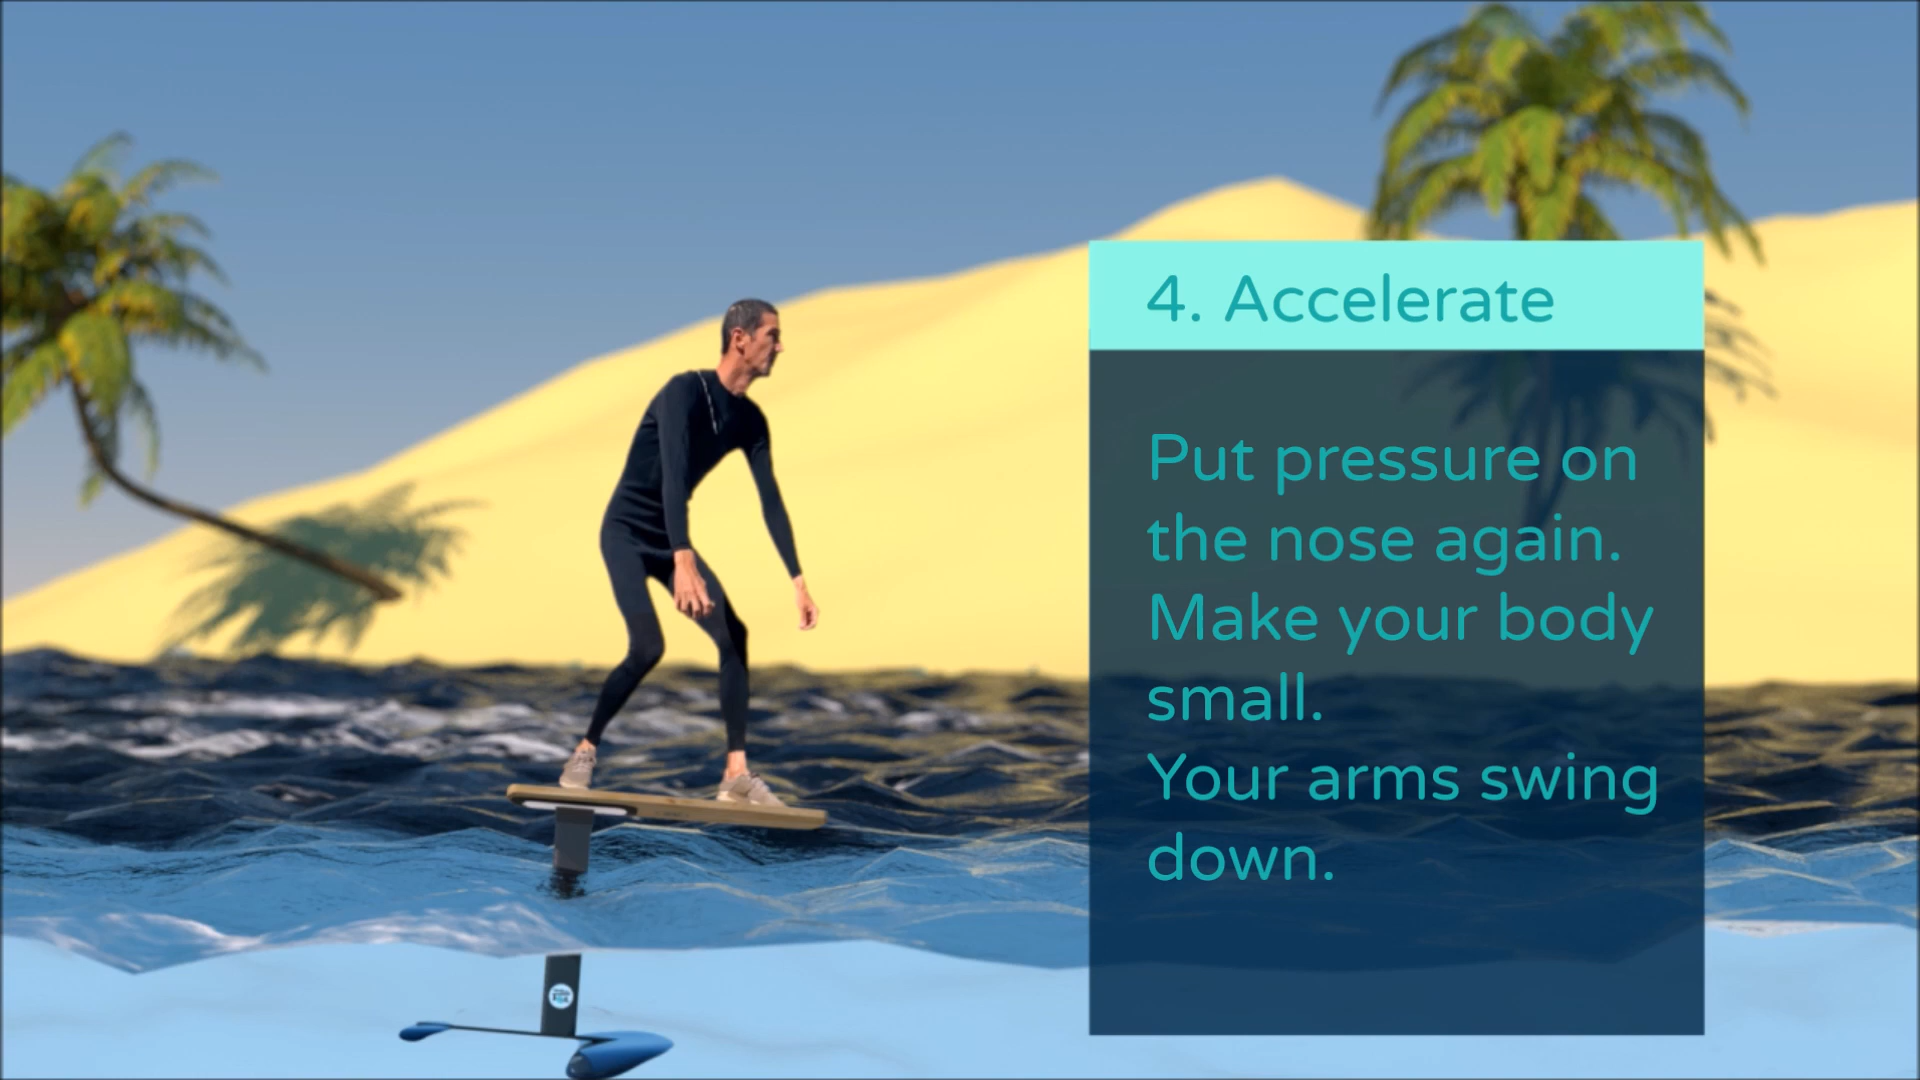 4. Accelerate
Put pressure on
the nose again.
Make your body
small.
Your arms swing
down.